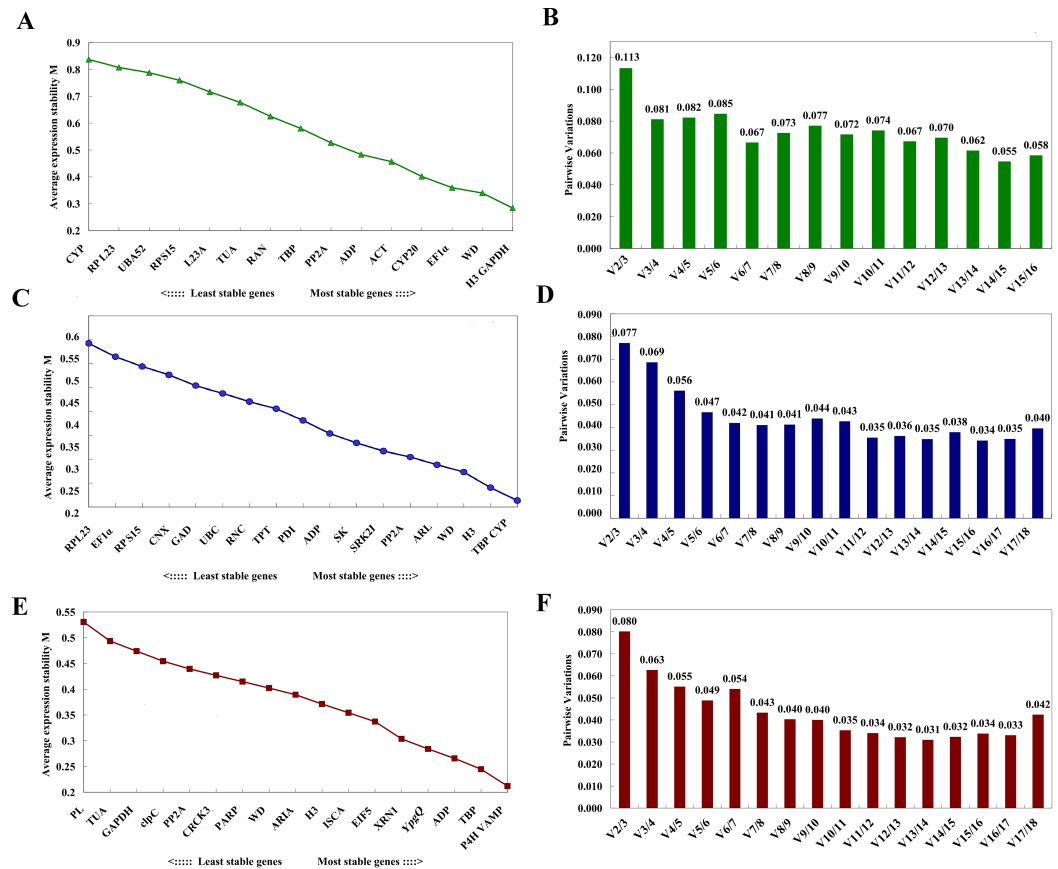 A
Average expression stability M
0.9
0.8
0.7
0.6
0.5
0.4
0.3
0.2
CYP RPL23 UBA52 RPS15 L23A TUA RAN TBP PP2A ADP ACT CYP20 EF1α WD H3 GAPDH
<::::: Least stable genes Most stable genes ::::>
B
Pairwise Variations
0.120
0.100
0.080
0.060
0.040
0.020
0.000
0.113 0.081 0.082 0.085 0.067 0.073 0.077 0.072 0.074 0.067 0.070 0.062 0.055 0.058
V2/3 V3/4 V4/5 V5/6 V6/7 V7/8 V8/9 V9/10 V10/11 V11/12 V12/13 V13/14 V14/15 V15/16
C
Average expression stability M
0.6
0.55
0.5
0.45
0.4
0.3
0.25
0.2
RPL23 EF1α RPS15 CNX GAD UBC RNC TPT PDI ADP SK SRK2I PP2A ARL WD H3 TBP CYP
<::::: Least stable genes Most stable genes ::::>
D
Pairwise Variations
0.090
0.080
0.070
0.060
0.050
0.040
0.030
0.010
0.000
0.077 0.069 0.056 0.047 0.042 0.041 0.041 0.044 0.043 0.035 0.036 0.035 0.038 0.034 0.035 0.040
V2/3 V3/4 V4/5 V5/6 V6/7 V7/8 V8/9 V9/10 V10/11 V11/12 V12/13 V13/14 V14/15 V15/16 V16/17 V17/18
E
Average expression stability M
0.55
0.5
0.45
0.4
0.35
0.3
0.25
0.2
PL TUA GAPDH clpC PP2A CRCK3 PARP WD ARIA H3 ISCA EIF5 XRN1 YpgQ ADP TBP P4H VAMP
<::::: Least stable genes Most stable genes ::::>
F
Pairwise Variations
0.090
0.080
0.070
0.060
0.050
0.040
0.030
0.020
0.010
0.000
0.080 0.063 0.055 0.049 0.054 0.043 0.040 0.040 0.035 0.034 0.032 0.031 0.032 0.034 0.033 0.042
V2/3 V3/4 V4/5 V5/6 V6/7 V7/8 V8/9 V9/10 V10/11 V11/12 V12/13 V13/14 V14/15 V15/16 V16/17 V17/18